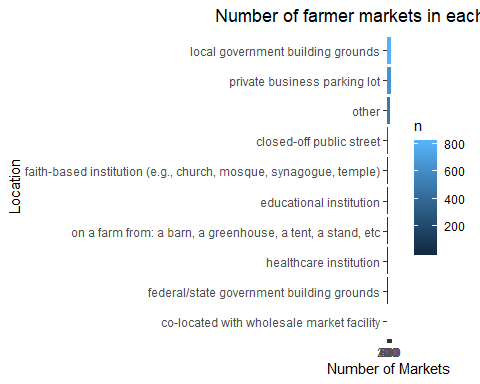 Number of farmer markets in each
local government building grounds
private business parking lot
other
closed-off public street
faith-based institution (e.g., church, mosque, synagogue, temple)
educational institution
on a farm from: a barn, a greenhouse, a tent, a stand, etc
healthcare institution
federal/state government building grounds
co-located with wholesale market facility
Location
Number of Markets
n
800
600
400
200